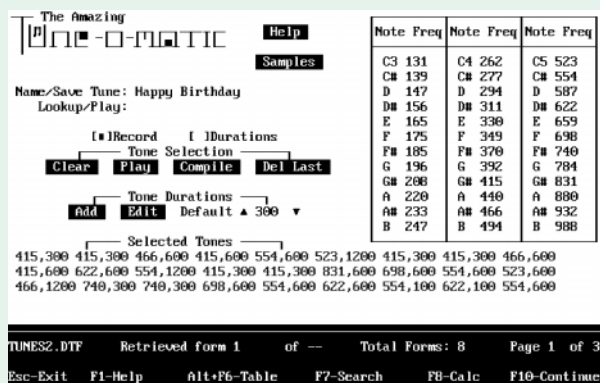 The Amazing
TONE-O-MATIC
Help
Samples
Name/Save Tune: Happy Birthday
Lookup/Play:
[■]Record [ ]Durations
Tone Selection
Clear Play Compile Del Last
Tone Durations
Add Edit Default ▲ 300 ▼
Note Freq Note Freq Note Freq
C3 131 C4 262 C5 523
C# 139 C# 277 C# 554
D 147 D 294 D 587
D# 156 D# 311 D# 622
E 165 E 330 E 659
F 175 F 349 F 698
F# 185 F# 370 F# 740
G 196 G 392 G 784
G# 208 G# 415 G# 831
A 220 A 440 A 880
A# 233 A# 466 A# 932
B 247 B 494 B 988
Selected Tones
415,300 415,300 466,600 415,600 554,600 523,1200 415,300 415,300 466,600
415,600 622,600 554,1200 415,300 415,300 831,600 698,600 554,600 523,600
466,1200 740,300 740,300 698,600 554,600 622,600 554,100 622,100 554,600
TUNES2.DTF Retrieved form 1 of -- Total Forms: 8 Page 1 of 3
Esc-Exit F1-Help Alt+F6-Table F7-Search F8-Calc F10-Continue